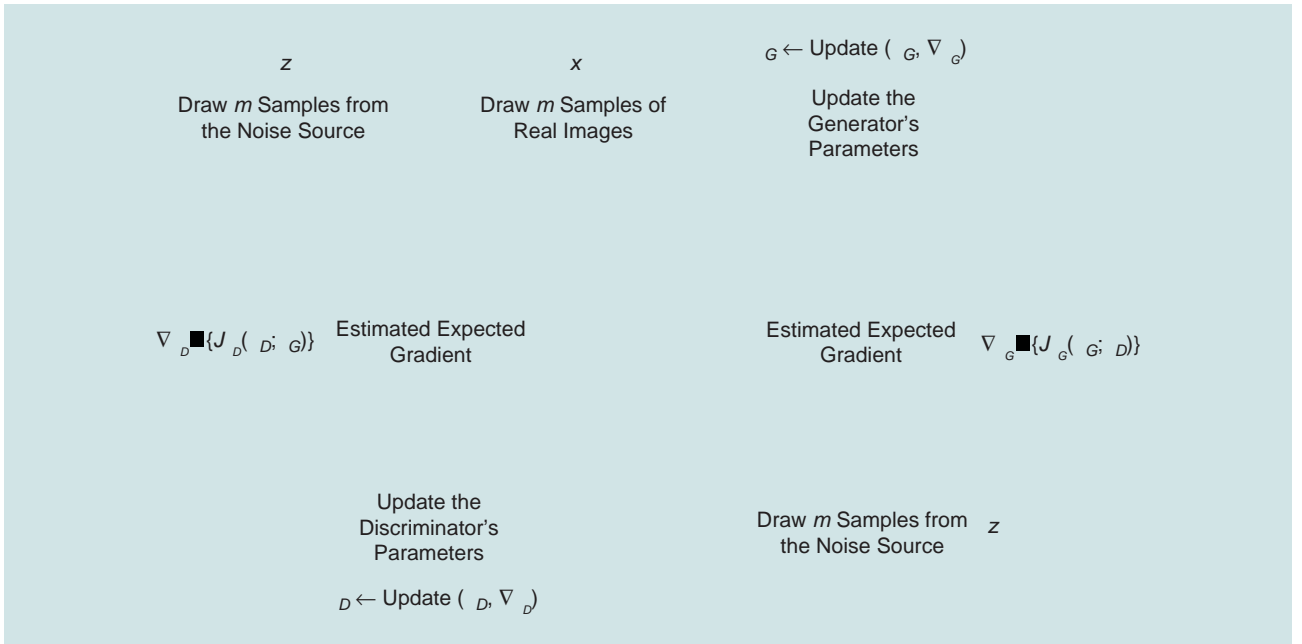 z
Draw m Samples from
the Noise Source
x
Draw m Samples of
Real Images
G ← Update ( G, ∇ G)
Update the
Generator's
Parameters
∇ D■{J D( D; G)}
Estimated Expected
Gradient
Estimated Expected
Gradient
∇ G■{J G( G; D)}
Update the
Discriminator's
Parameters
D ← Update ( D, ∇ D)
Draw m Samples from
the Noise Source
z